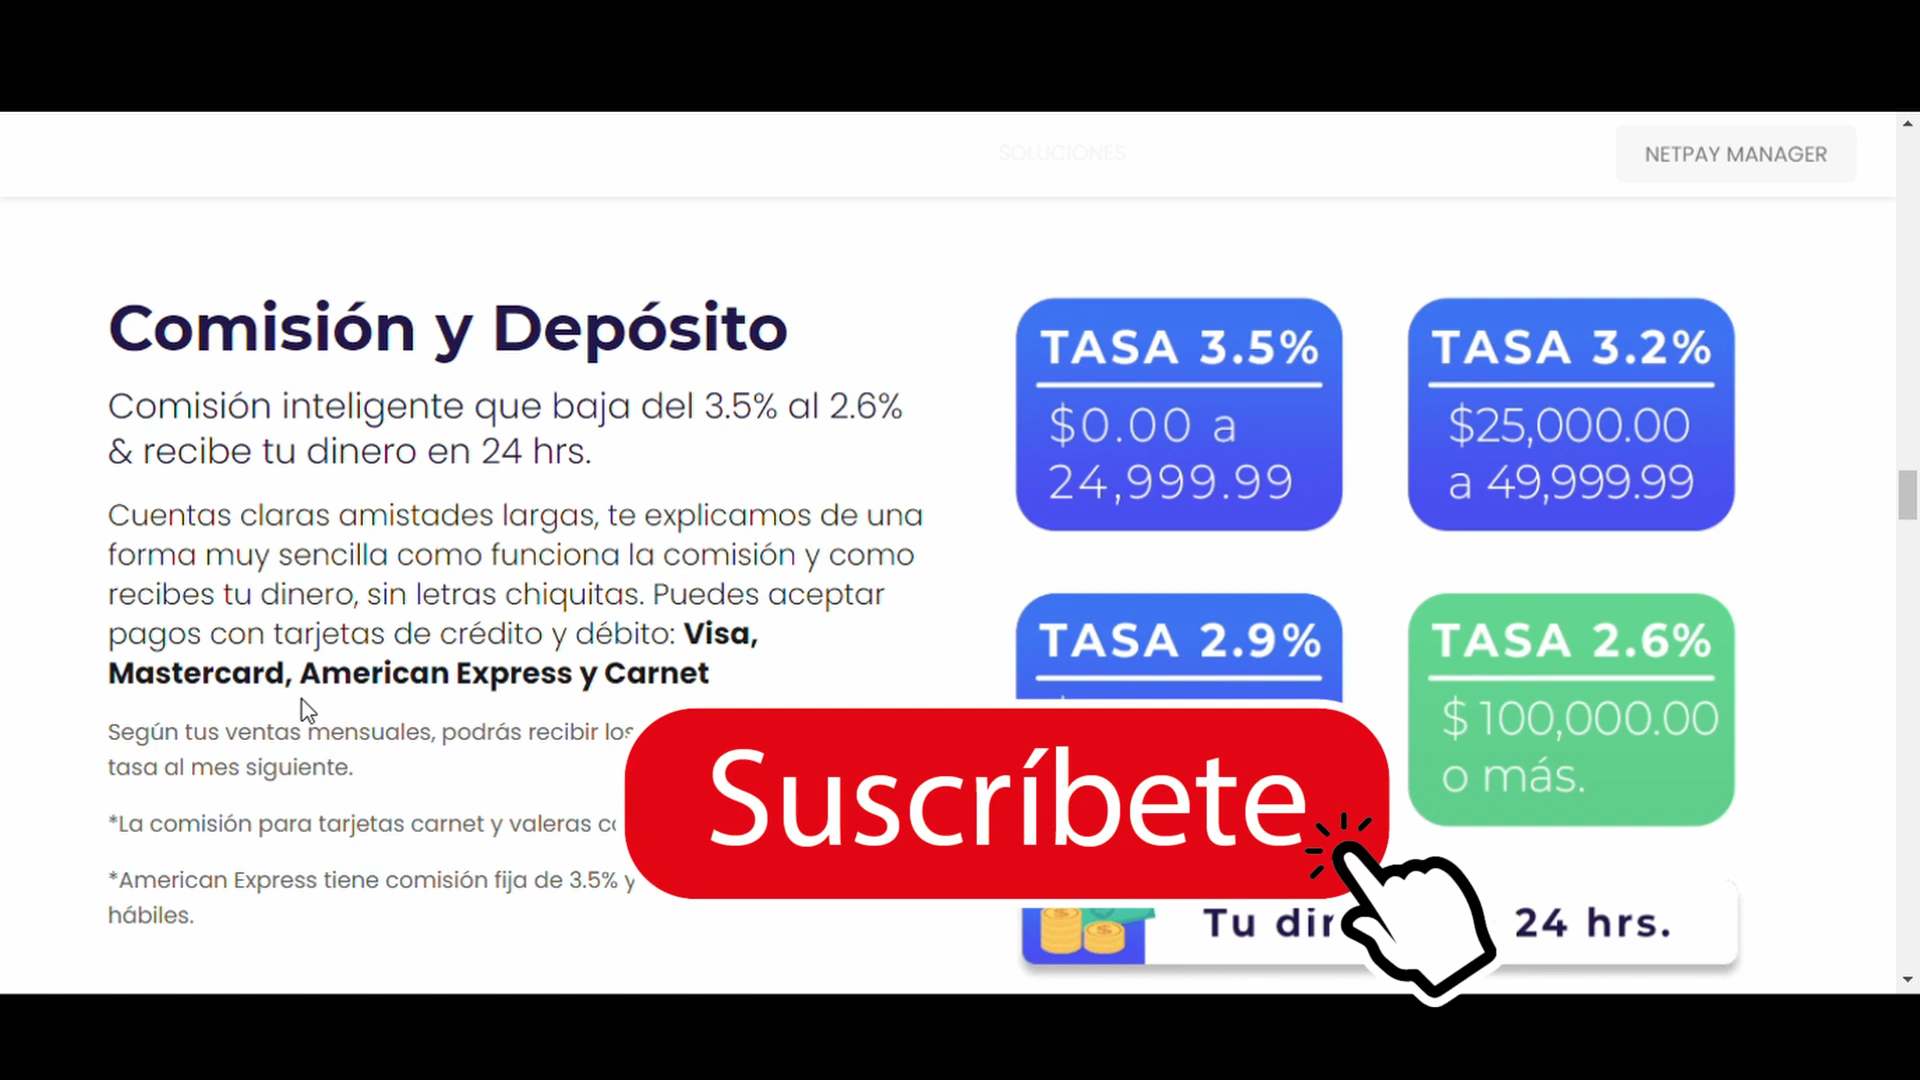 SOLUCIONES
NETPAY MANAGER
Comisión y Depósito
Comisión inteligente que baja del 3.5% al 2.6%
& recibe tu dinero en 24 hrs.
Cuentas claras amistades largas, te explicamos de una
forma muy sencilla como funciona la comisión y como
recibes tu dinero, sin letras chiquitas. Puedes aceptar
pagos con tarjetas de crédito y débito: Visa,
Mastercard, American Express y Carnet
Según tus ventas mensuales, podrás recibir
tasa al mes siguiente.
*La comisión para tarjetas carnet y valeras
*American Express tiene comisión fija de 3.5% y
hábiles.
TASA 3.5%
$0.00 a
24,999.99
TASA 3.2%
$25,000.00
a 49,999.99
TASA 2.9%
TASA 2.6%
$100,000.00
o más.
Suscríbete
Tu 24 hrs.